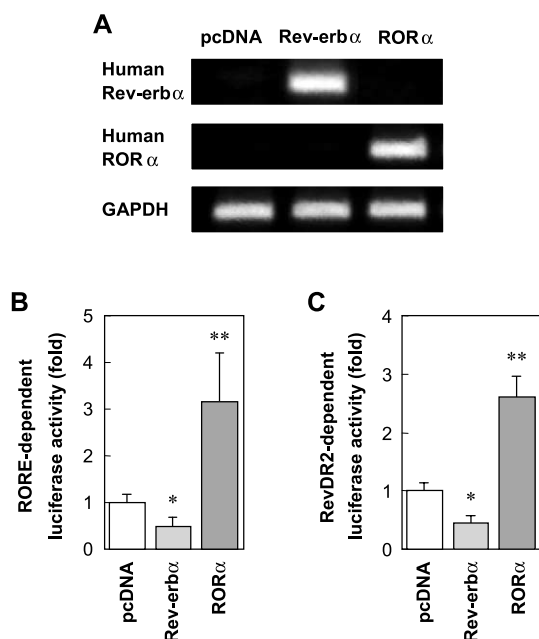 A
pcDNA Rev-erbα RORα
Human
Rev-erbα
Human
RORα
GAPDH
B
RORE-dependent
luciferase activity (fold)
5
4
3
2
1
0
*
**
pcDNA
Rev-erbα
RORα
C
RevDR2-dependent
luciferase activity (fold)
4
3
2
1
0
*
**
pcDNA
Rev-erbα
RORα